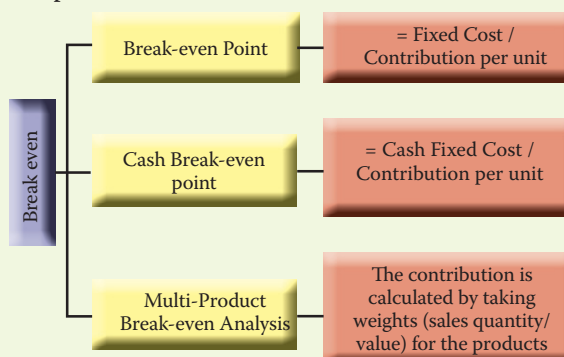 Break even
Break-even Point
= Fixed Cost /
Contribution per unit
Cash Break-even
point
= Cash Fixed Cost /
Contribution per unit
Multi-Product
Break-even Analysis
The contribution is
calculated by taking
weights (sales quantity/
value) for the products